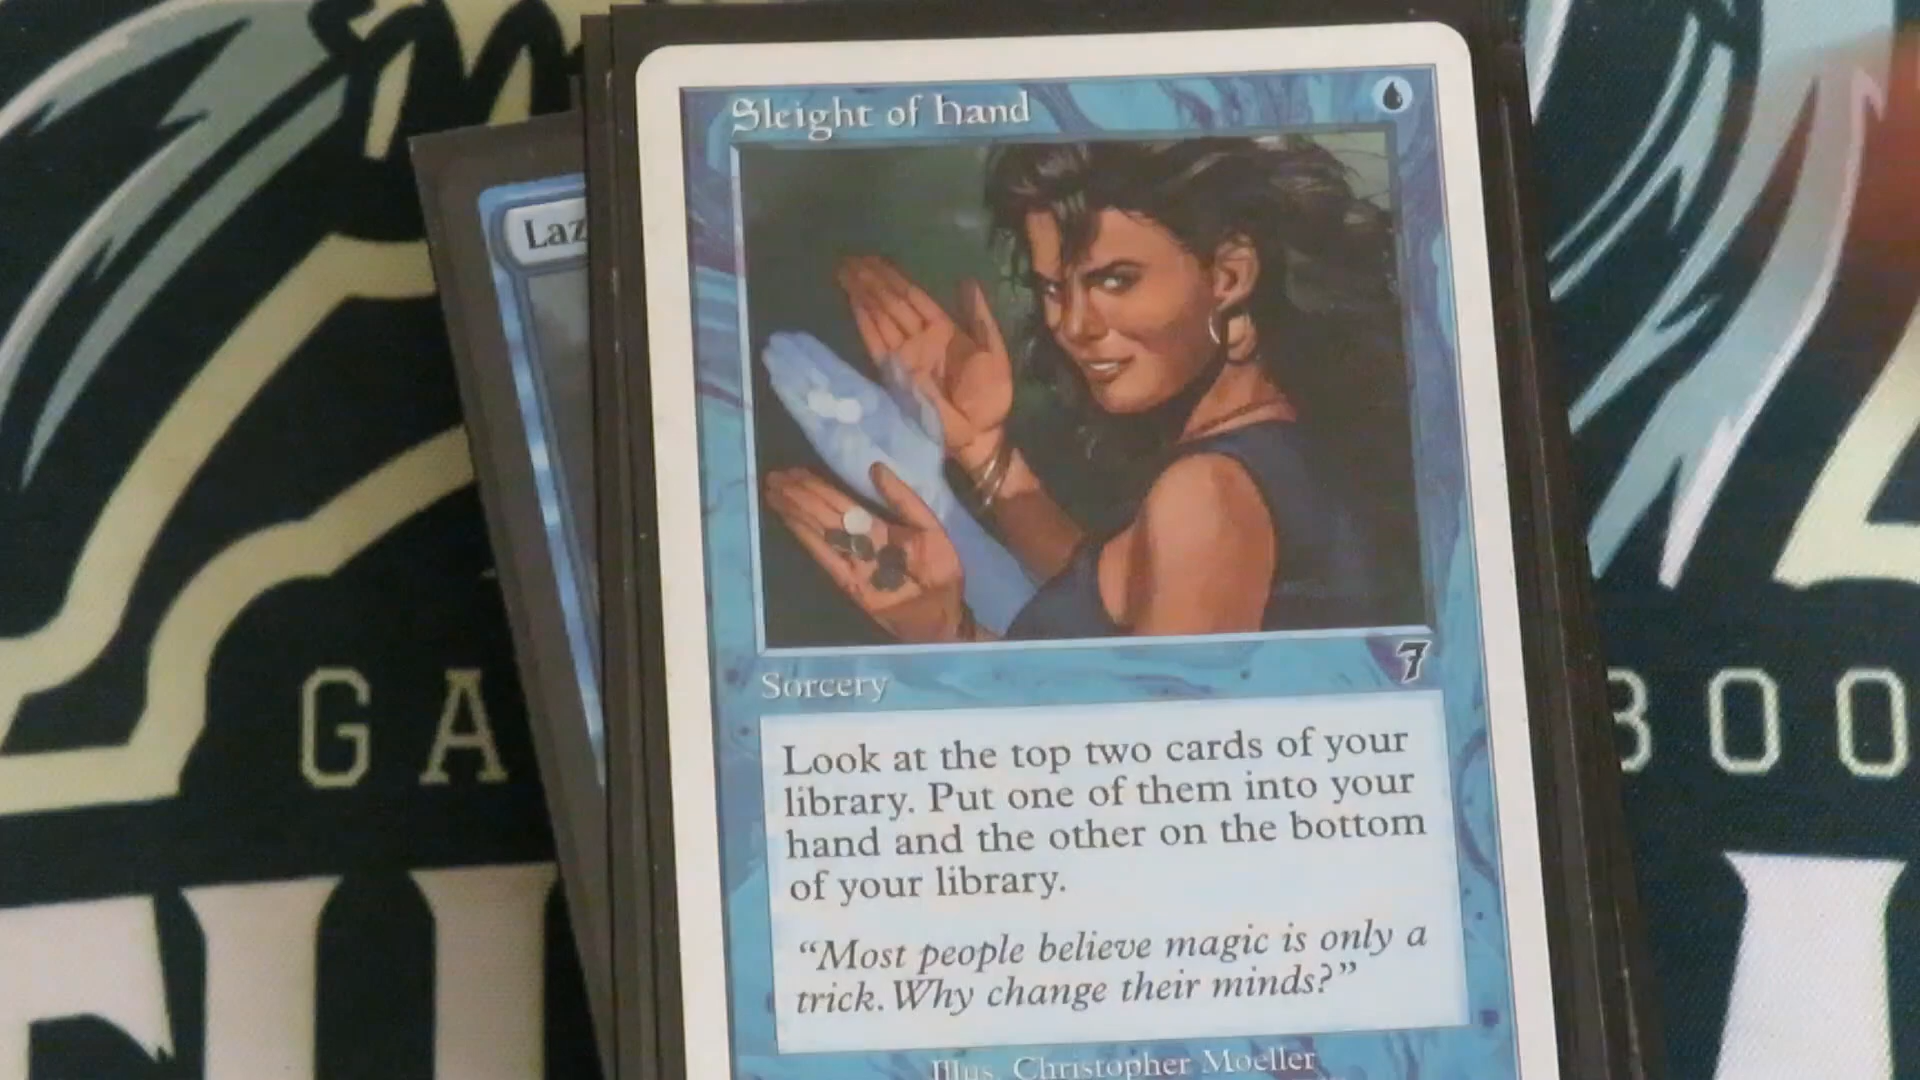 Sleight of Hand
Laz
Sorcery
7
Look at the top two cards of your
library. Put one of them into your
hand and the other on the bottom
of your library.
“Most people believe magic is only a
trick. Why change their minds?”
Illus. Christopher Moeller
GA
BOO